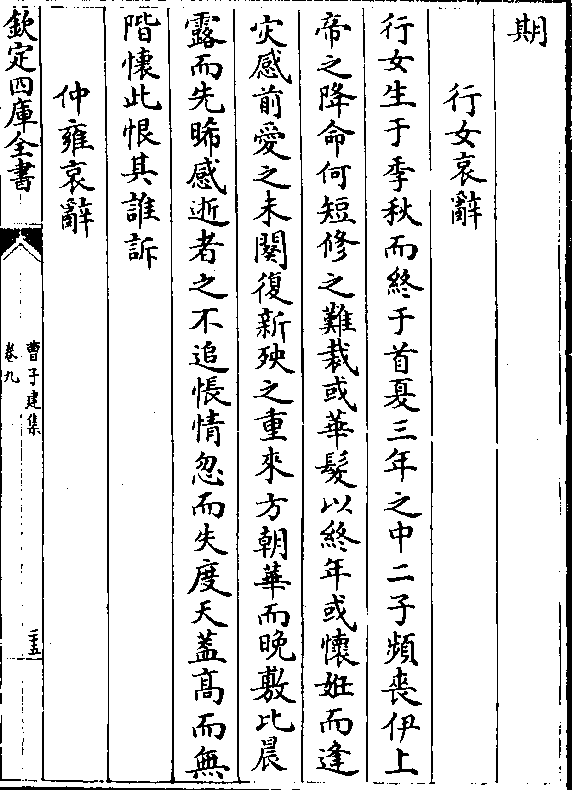 期
行女哀辭
行女生于季秋而終于首夏三年之中二子頻喪伊上
帝之降命何短修之難裁或華髮以終年或懷姙而逢
灾感前愛之未闋復新殃之重來方朝華而晚敷比晨
露而先晞感逝者之不追悵情忽而失度天蓋髙而無
階懷此恨其誰訴
仲雍哀辭
欽定四庫全書
曹子建集
卷九
二十五